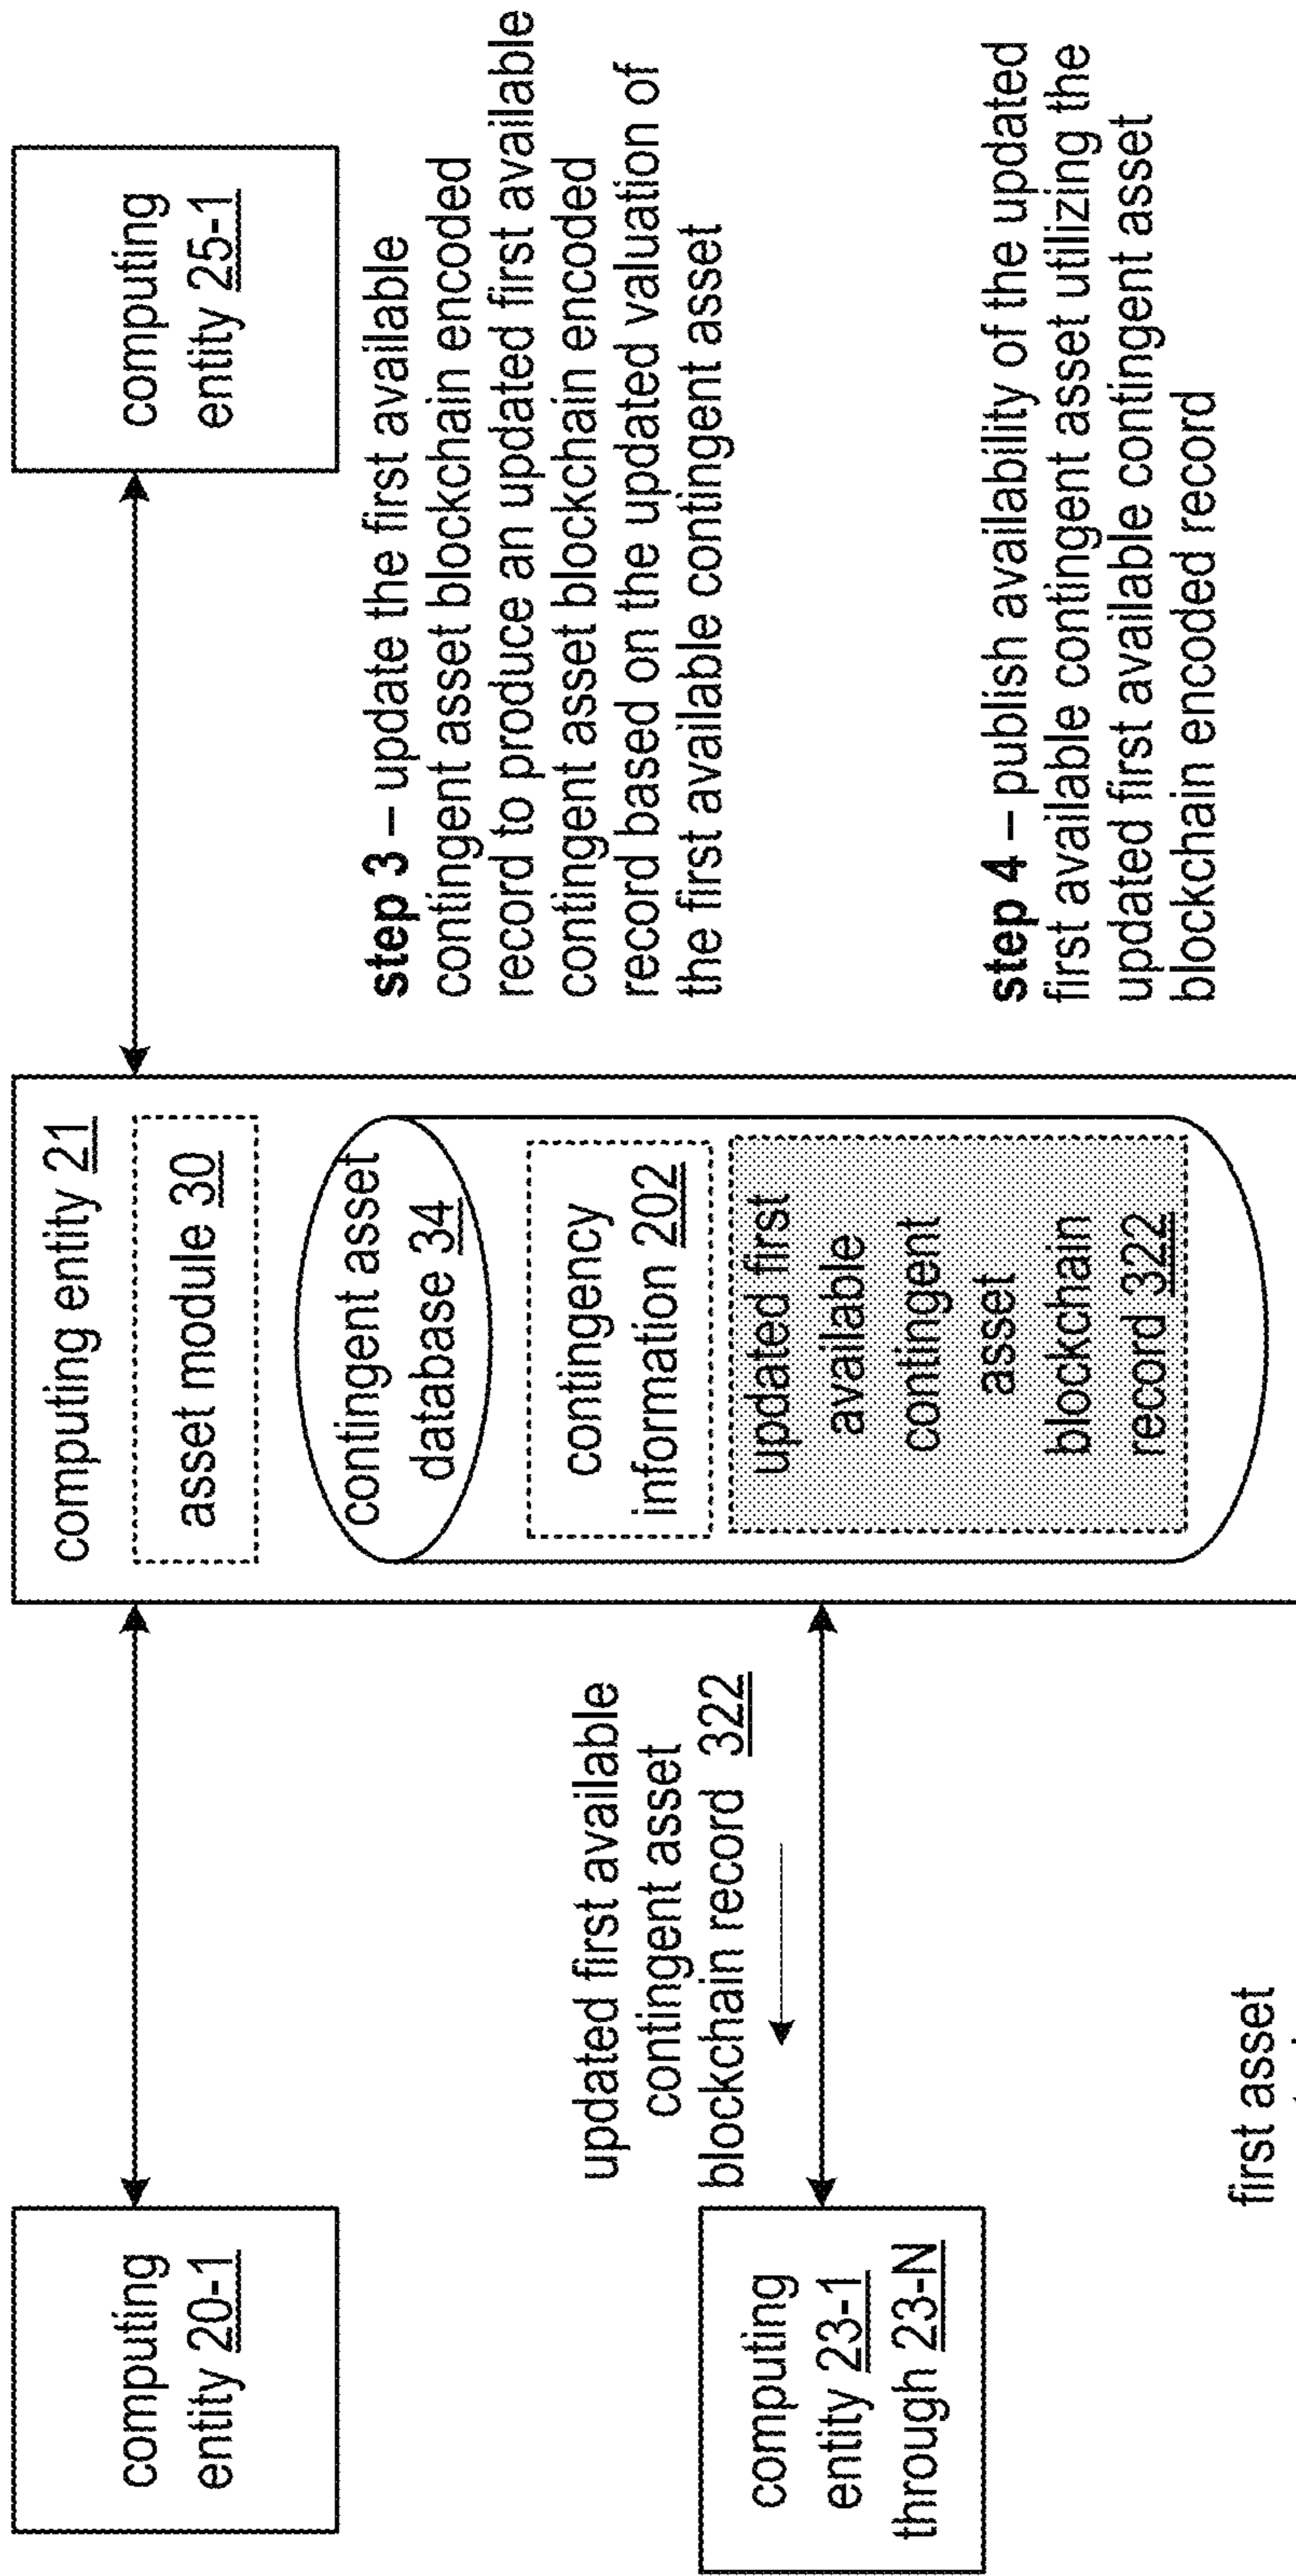 computing
entity 20-1
computing
entity 23-1
through 23-N
updated first available
contingent asset
blockchain record 322
first asset
computing entity 21
asset module 30
contingent asset
database 34
contingency
information 202
updated first
available
contingent
asset
blockchain
record 322
computing
entity 25-1
step 3 – update the first available
contingent asset blockchain encoded
record to produce an updated first available
contingent asset blockchain encoded
record based on the updated valuation of
the first available contingent asset
step 4 – publish availability of the updated
first available contingent asset utilizing the
updated first available contingent asset
blockchain encoded record